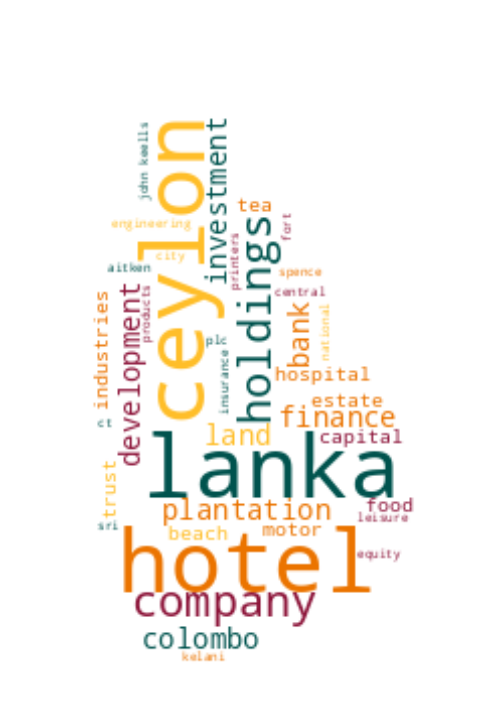 john keells
ceylon
investment
tea
fort
engineering
holdings
printers
city
aitken
spence
central
products
development
industries
bank
national
plc
insurance
hospital
estate
finance
ct
land
capital
lanka
trust
plantation
food
leisure
sri
beach
motor
hotel
equity
company
colombo
kelani